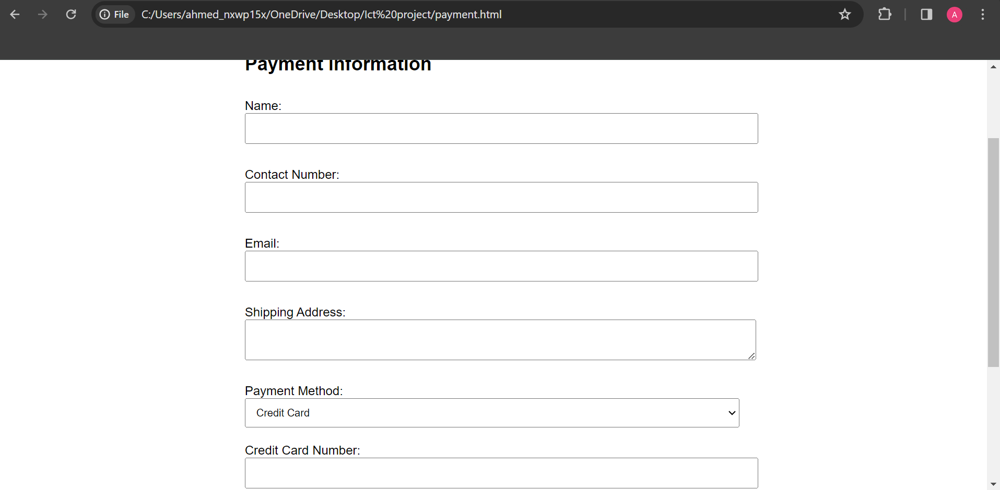 File C:/Users/ahmed_nxwp15x/OneDrive/Desktop/Ict%20project/payment.html
A
Payment Information
Name:
Contact Number:
Email:
Shipping Address:
Payment Method:
Credit Card
Credit Card Number: